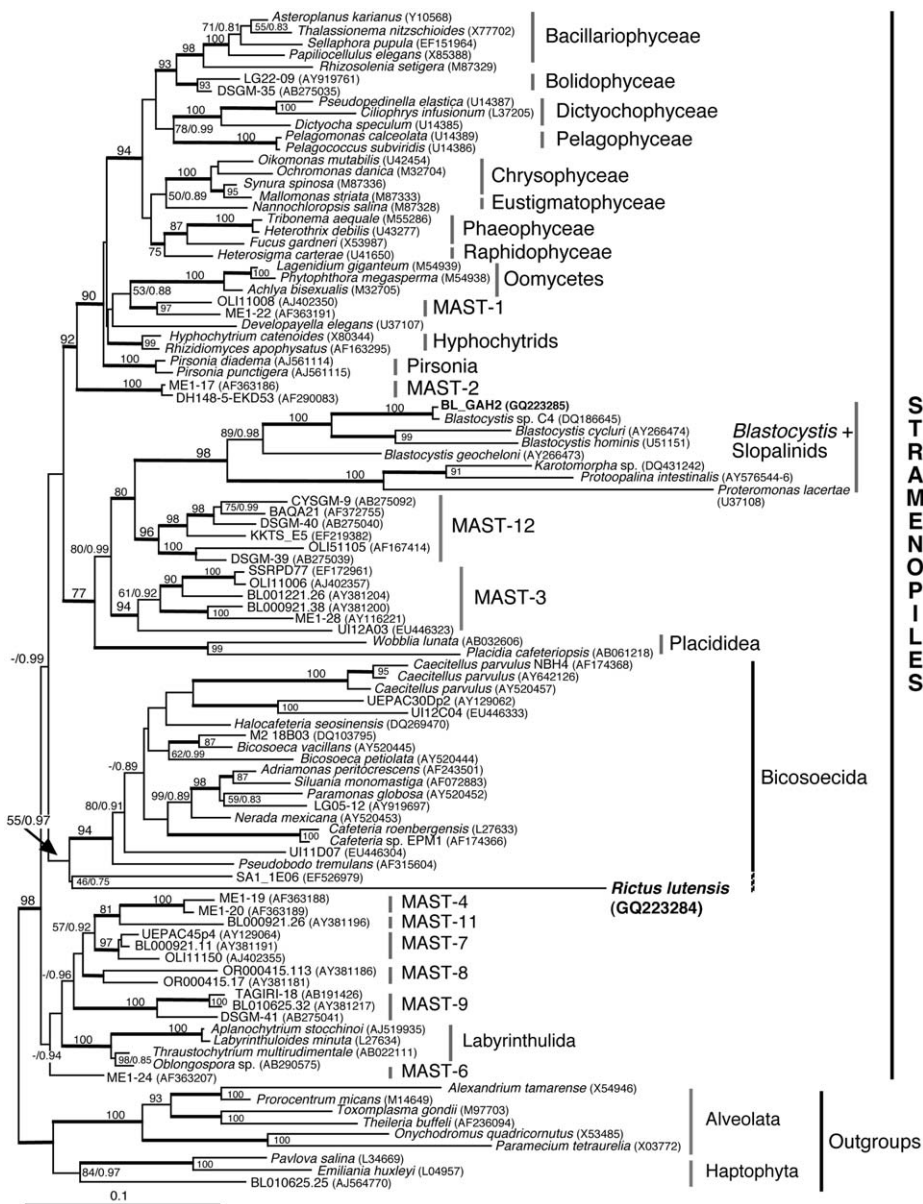 Asteroplanus karianus (Y10568)
71/0.81
55/0.83
Thalassionema nitzschioides (X77702)
100
Sellaphora pupula (EF151964)
98
Papiliocellulus elegans (X85388)
Bacillariophyceae
93
Rhizosolenia setigera (M87329)
LG22-09 (AY919761)
93
DSGM-35 (AB275035)
Bolidophyceae
Pseudopedinella elastica (U14387)
100
Ciliophrys infusionum (L37205)
100
Dictyocha speculum (U14385)
Dictyochophyceae
78/0.99
Pelagomonas calceolata (U14389)
100
Pelagococcus subviridis (U14386)
Pelagophyceae
94
Oikomonas mutabilis (U42454)
100
Ochromonas danica (M32704)
Synura spinosa (M87336)
95
Mallomonas striata (M87333)
Chrysophyceae
50/0.89
Nannochloropsis salina (M87328)
Eustigmatophyceae
Tribonema aequale (M55286)
100
Heterothrix debilis (U43277)
87
Fucus gardneri (X53987)
Phaeophyceae
75
Heterosigma carterae (U41650)
Raphidophyceae
Lagenidium giganteum (M54939)
100
Phytophthora megasperma (M54938)
100
Achlya bisexualis (M32705)
Oomycetes
53/0.88
90
OLI11008 (AJ402350)
97
ME1-22 (AF363191)
MAST-1
Developayella elegans (U37107)
Hyphochytrium catenoides (X80344)
99
Rhizidiomyces apophysatus (AF163295)
Hyphochytrids
92
Pirsonia diadema (AJ561114)
100
Pirsonia punctigera (AJ561115)
Pirsonia
ME1-17 (AF363186)
100
DH148-5-EKD53 (AF290083)
MAST-2
BL_GAH2 (GQ223285)
100
Blastocystis sp. C4 (DQ186645)
100
Blastocystis cycluri (AY266474)
99
Blastocystis hominis (U51151)
89/0.98
Blastocystis geocheloni (AY266473)
98
Karotomorpha sp. (DQ431242)
91
Protoopalina intestinalis (AY576544-6)
100
Proteromonas lacertae (U37108)
Blastocystis +
Slopalinids
80
CYSGM-9 (AB275092)
75/0.99
BAQA21 (AF372755)
98
DSGM-40 (AB275040)
98
KKTS_E5 (EF219382)
96
OLI51105 (AF167414)
100
DSGM-39 (AB275039)
MAST-12
80/0.99
SSRPD77 (EF172961)
100
OLI11006 (AJ402357)
90
BL001221.26 (AY381204)
61/0.92
BL000921.38 (AY381200)
100
ME1-28 (AY116221)
94
UI12A03 (EU446323)
MAST-3
77
Wobblia lunata (AB032606)
99
Placidia cafeteriopsis (AB061218)
Placididea
-/0.99
Caecitellus parvulus NBH4 (AF174368)
95
Caecitellus parvulus (AY642126)
100
Caecitellus parvulus (AY520457)
UEPAC30Dp2 (AY129062)
100
UI12C04 (EU446333)
Halocafeteria seosinensis (DQ269470)
M2 18B03 (DQ103795)
87
Bicosoeca vacillans (AY520445)
62/0.99
Bicosoeca petiolata (AY520444)
-/0.89
Adriamonas peritocrescens (AF243501)
87
Siluania monomastiga (AF072883)
98
Paramonas globosa (AY520452)
99/0.89
59/0.83
LG05-12 (AY919697)
Nerada mexicana (AY520453)
80/0.91
Cafeteria roenbergensis (L27633)
100
Cafeteria sp. EPM1 (AF174366)
94
UI11D07 (EU446304)
Pseudobodo tremulans (AF315604)
55/0.97
SA1_1E06 (EF526979)
46/0.75
Rictus lutensis
(GQ223284)
Bicosoecida
98
ME1-19 (AF363188)
100
ME1-20 (AF363189)
MAST-4
81
BL000921.26 (AY381196)
MAST-11
57/0.92
UEPAC45p4 (AY129064)
BL000921.11 (AY381191)
97
OLI11150 (AJ402355)
MAST-7
-/0.96
OR000415.113 (AY381186)
100
OR000415.17 (AY381181)
MAST-8
TAGIRI-18 (AB191426)
100
BL010625.32 (AY381217)
100
DSGM-41 (AB275041)
MAST-9
Aplanochytrium stocchinoi (AJ519935)
100
Labyrinthuloides minuta (L27634)
100
Thraustochytrium multirudimentale (AB022111)
98/0.85
Oblongospora sp. (AB290575)
Labyrinthulida
-/0.94
ME1-24 (AF363207)
MAST-6
STRAMENOPILES
Alexandrium tamarense (X54946)
93
100
Prorocentrum micans (M14649)
Toxomplasma gondii (M97703)
100
100
Theileria buffeli (AF236094)
Onychodromus quadricornutus (X53485)
100
Paramecium tetraurelia (X03772)
Alveolata
Pavlova salina (L34669)
100
Emiliania huxleyi (L04957)
84/0.97
BL010625.25 (AJ564770)
Haptophyta
Outgroups
0.1